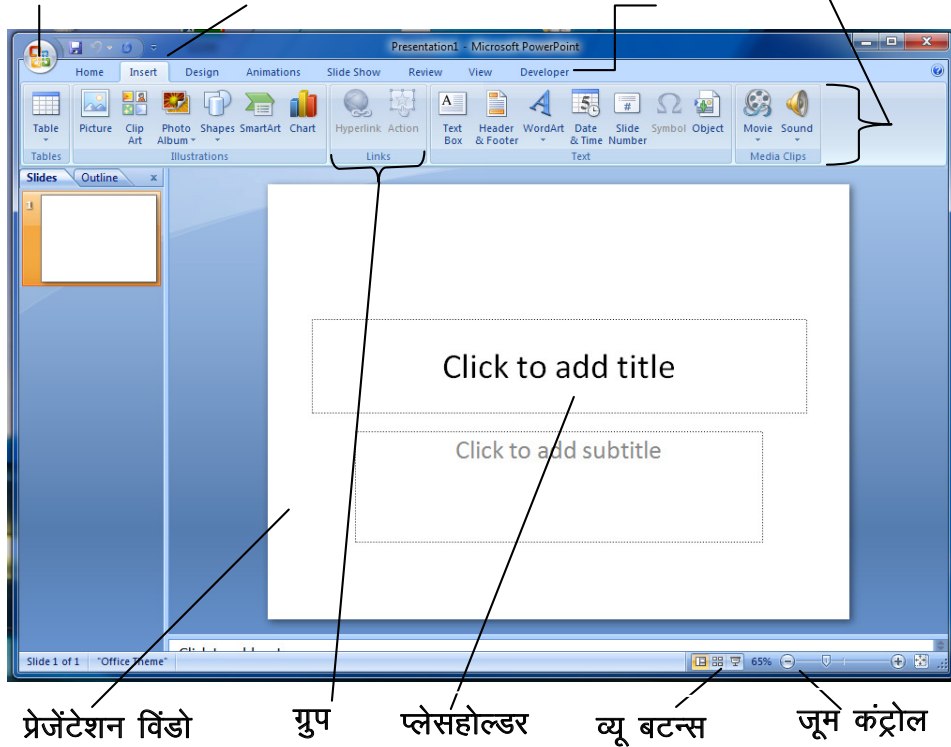 Presentation1 - Microsoft PowerPoint
Home Insert Design Animations Slide Show Review View Developer
Table Picture Clip Art Photo Album Shapes SmartArt Chart Hyperlink Action Text Box Header & Footer WordArt Date & Time Slide Number Symbol Object Movie Sound
Tables Illustrations Links Text Media Clips
Slides Outline x
1
Click to add title
Click to add subtitle
Slide 1 of 1 "Office Theme" 65%
प्रेजेंटेशन विंडो ग्रुप प्लेसहोल्डर व्यू बटन्स जूम कंट्रोल